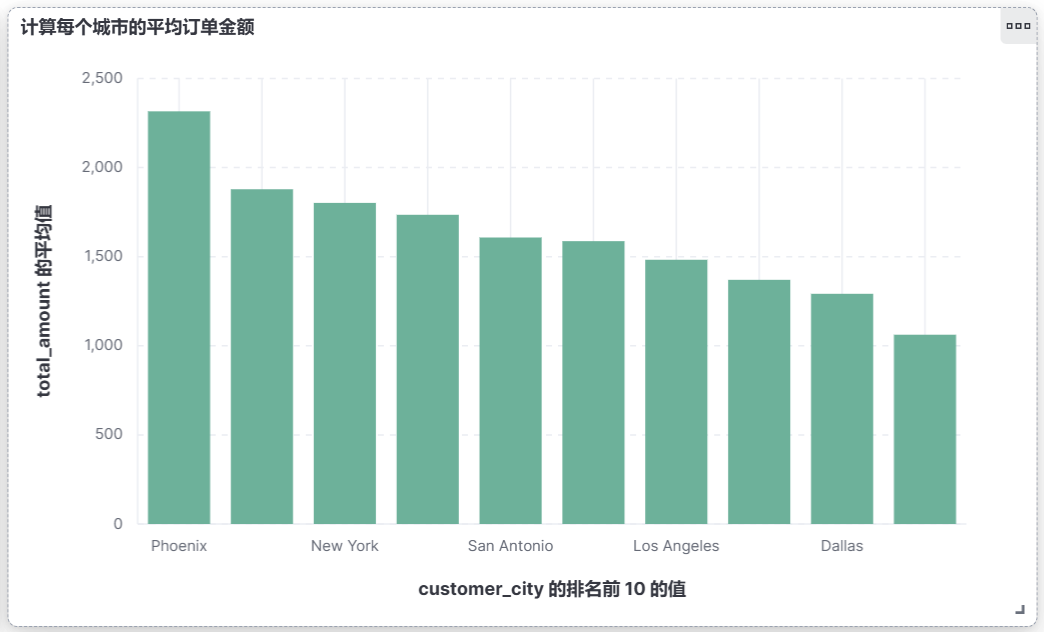 计算每个城市的平均订单金额
2,500
2,000
1,500
1,000
500
0
total_amount 的平均值
Phoenix New York San Antonio Los Angeles Dallas
customer_city 的排名前 10 的值